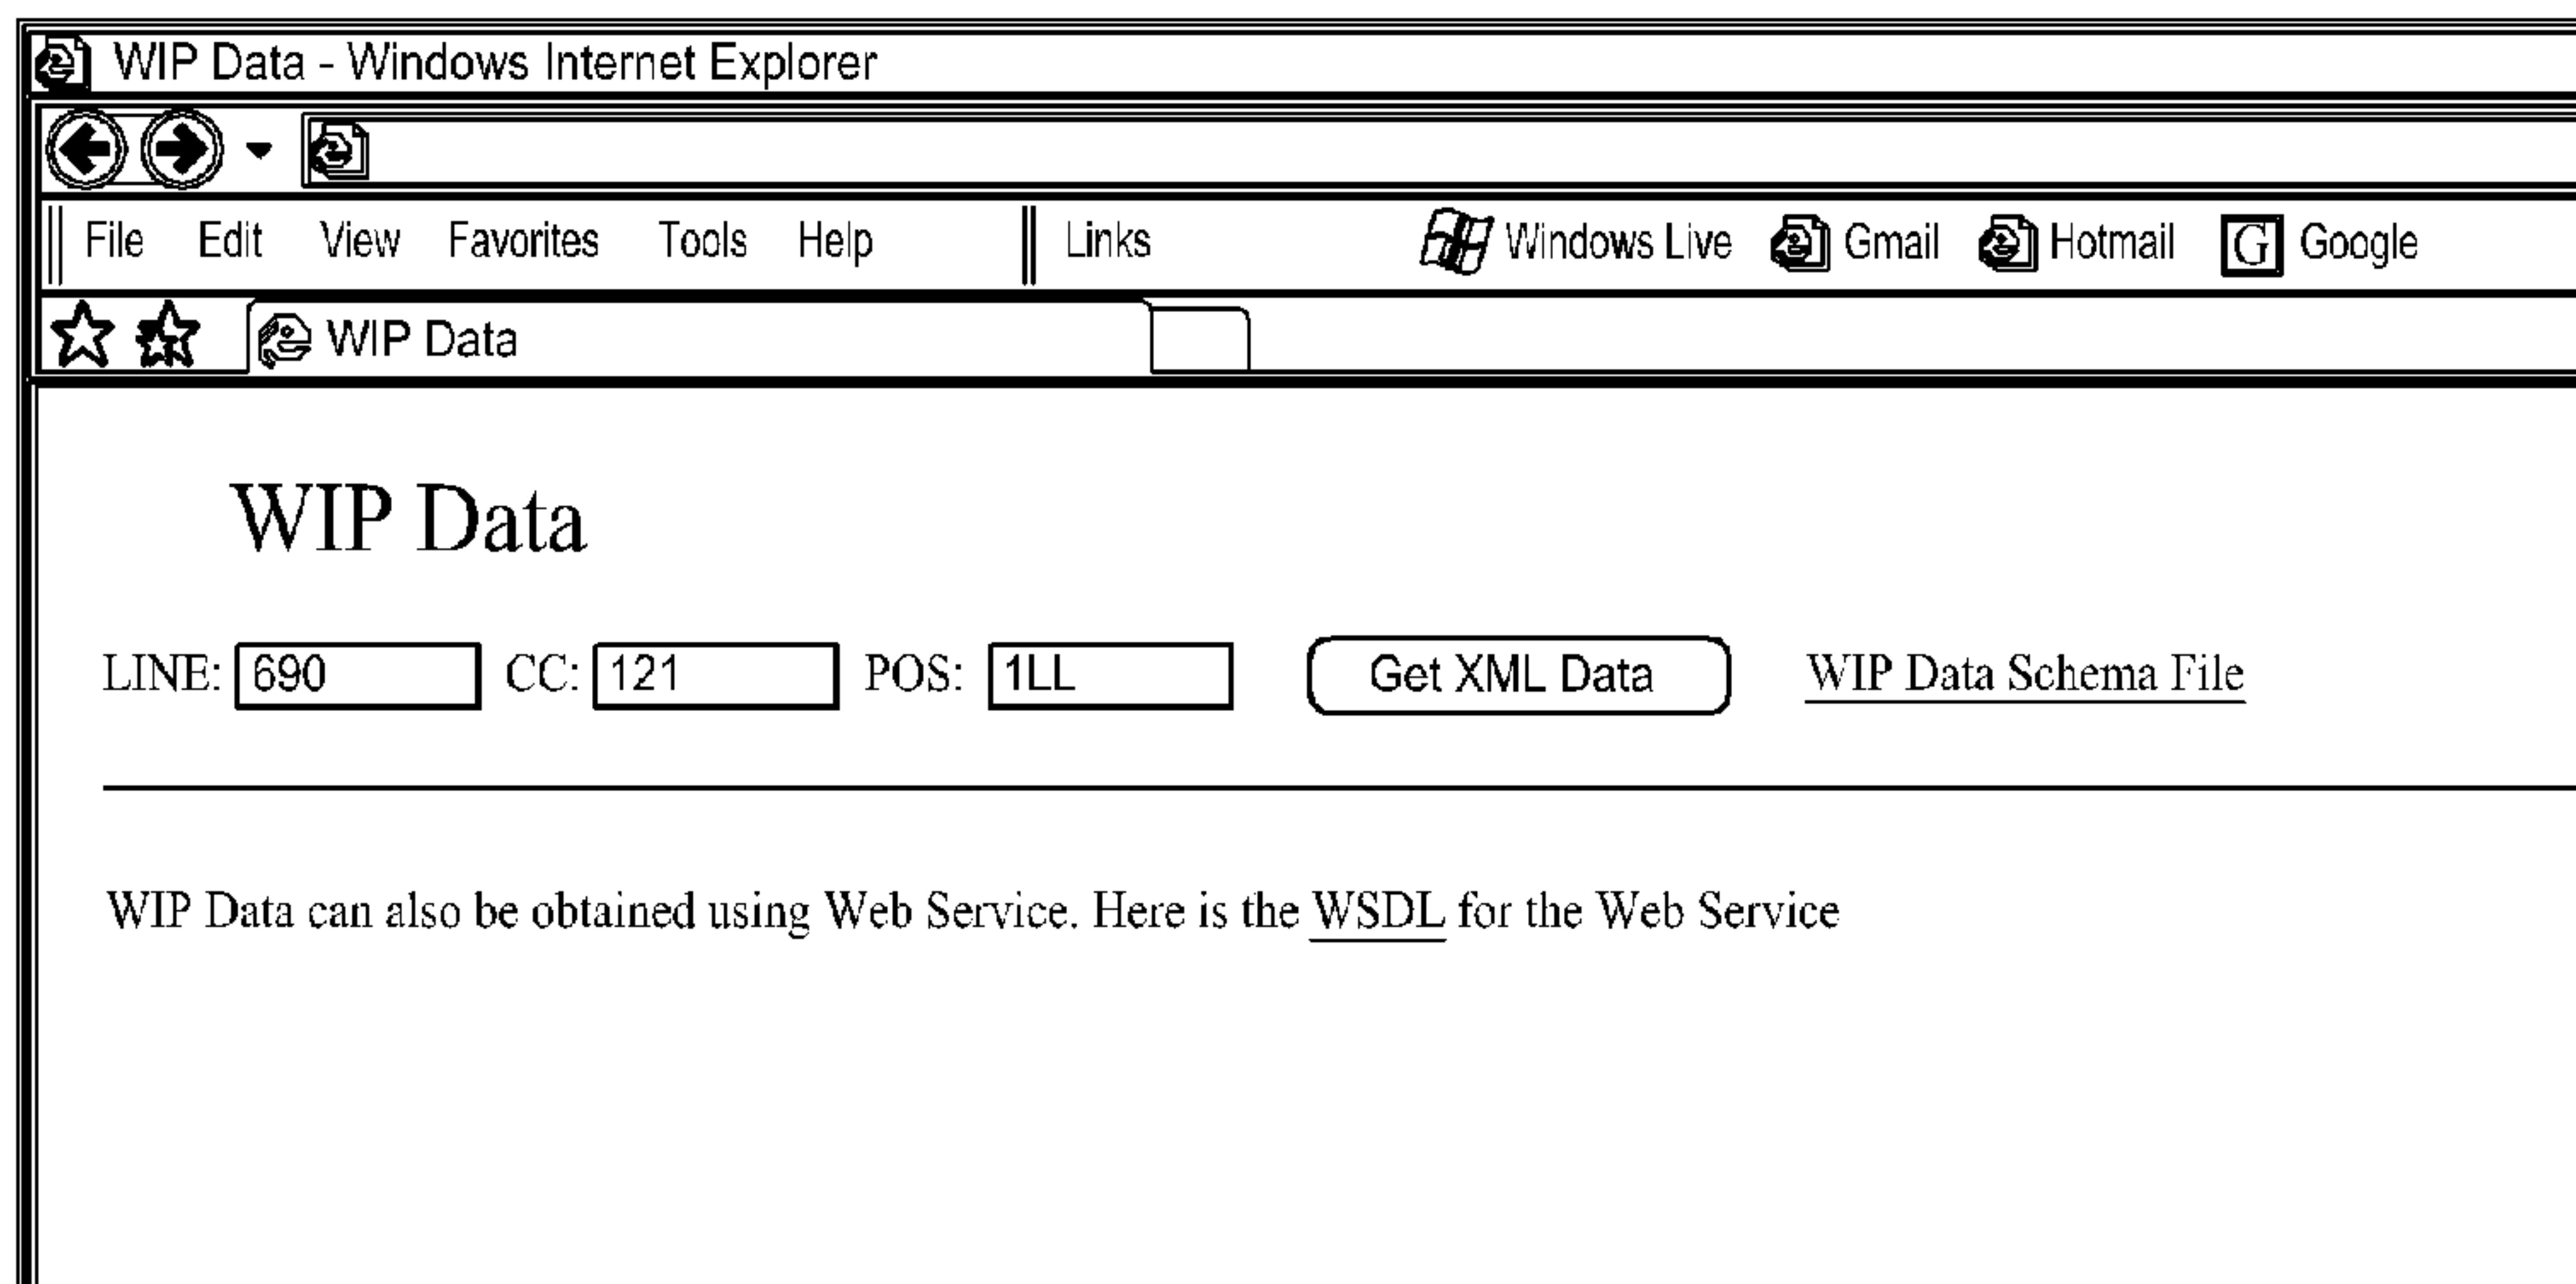 WIP Data - Windows Internet Explorer
File Edit View Favorites Tools Help Links Windows Live Gmail Hotmail G Google
WIP Data
WIP Data
LINE: 690 CC: 121 POS: 1LL Get XML Data WIP Data Schema File
WIP Data can also be obtained using Web Service. Here is the WSDL for the Web Service